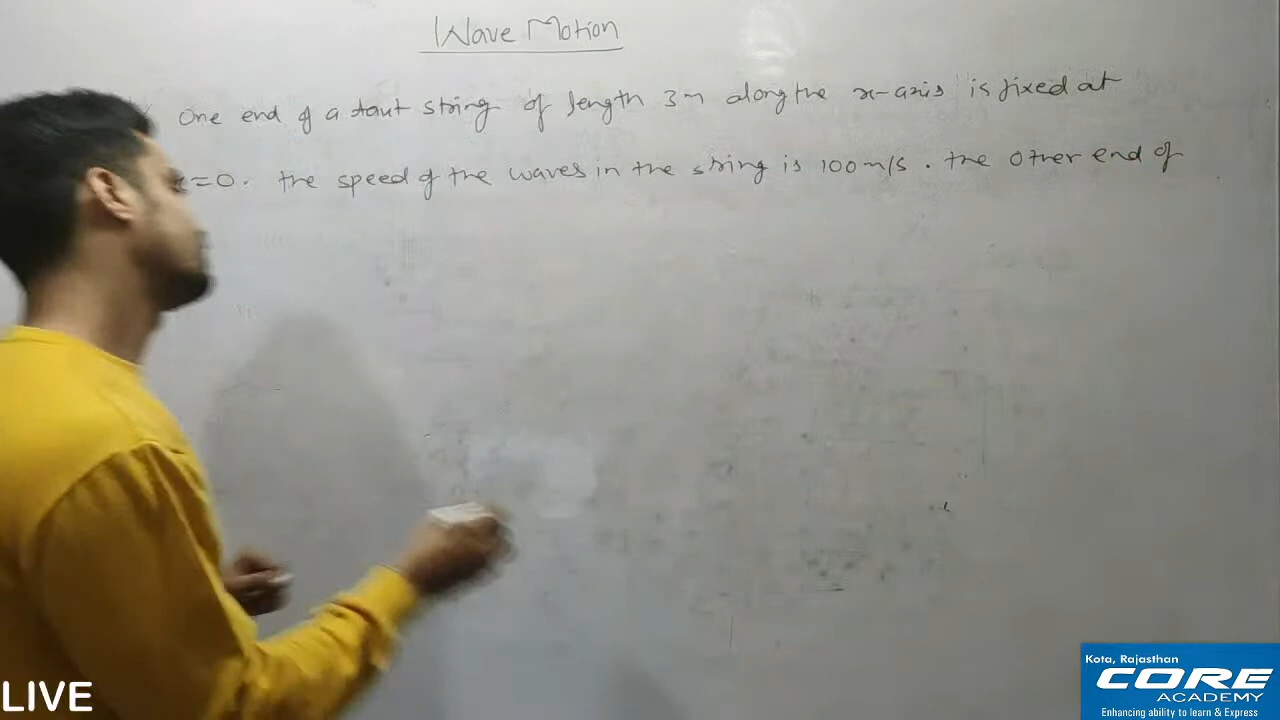 Wave Motion
One end of a taut string of length 3m along the x-axis is fixed at
x=0. the speed of the waves in the string is 100 m/s. the other end of
LIVE
Kota, Rajasthan
CORE
ACADEMY
Enhancing ability to learn & Express